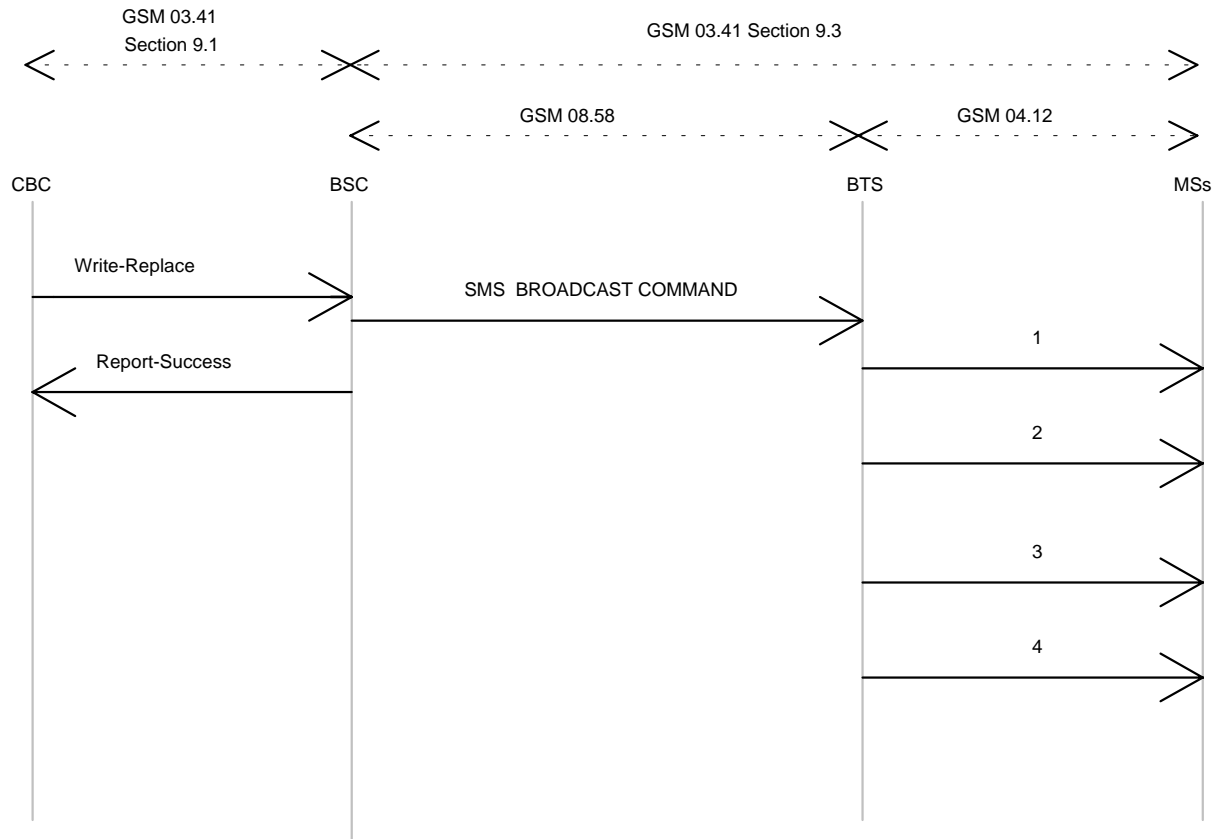 GSM 03.41
Section 9.1
GSM 03.41 Section 9.3
GSM 08.58
GSM 04.12
CBC
BSC
BTS
MSs
Write-Replace
SMS BROADCAST COMMAND
1
Report-Success
2
3
4